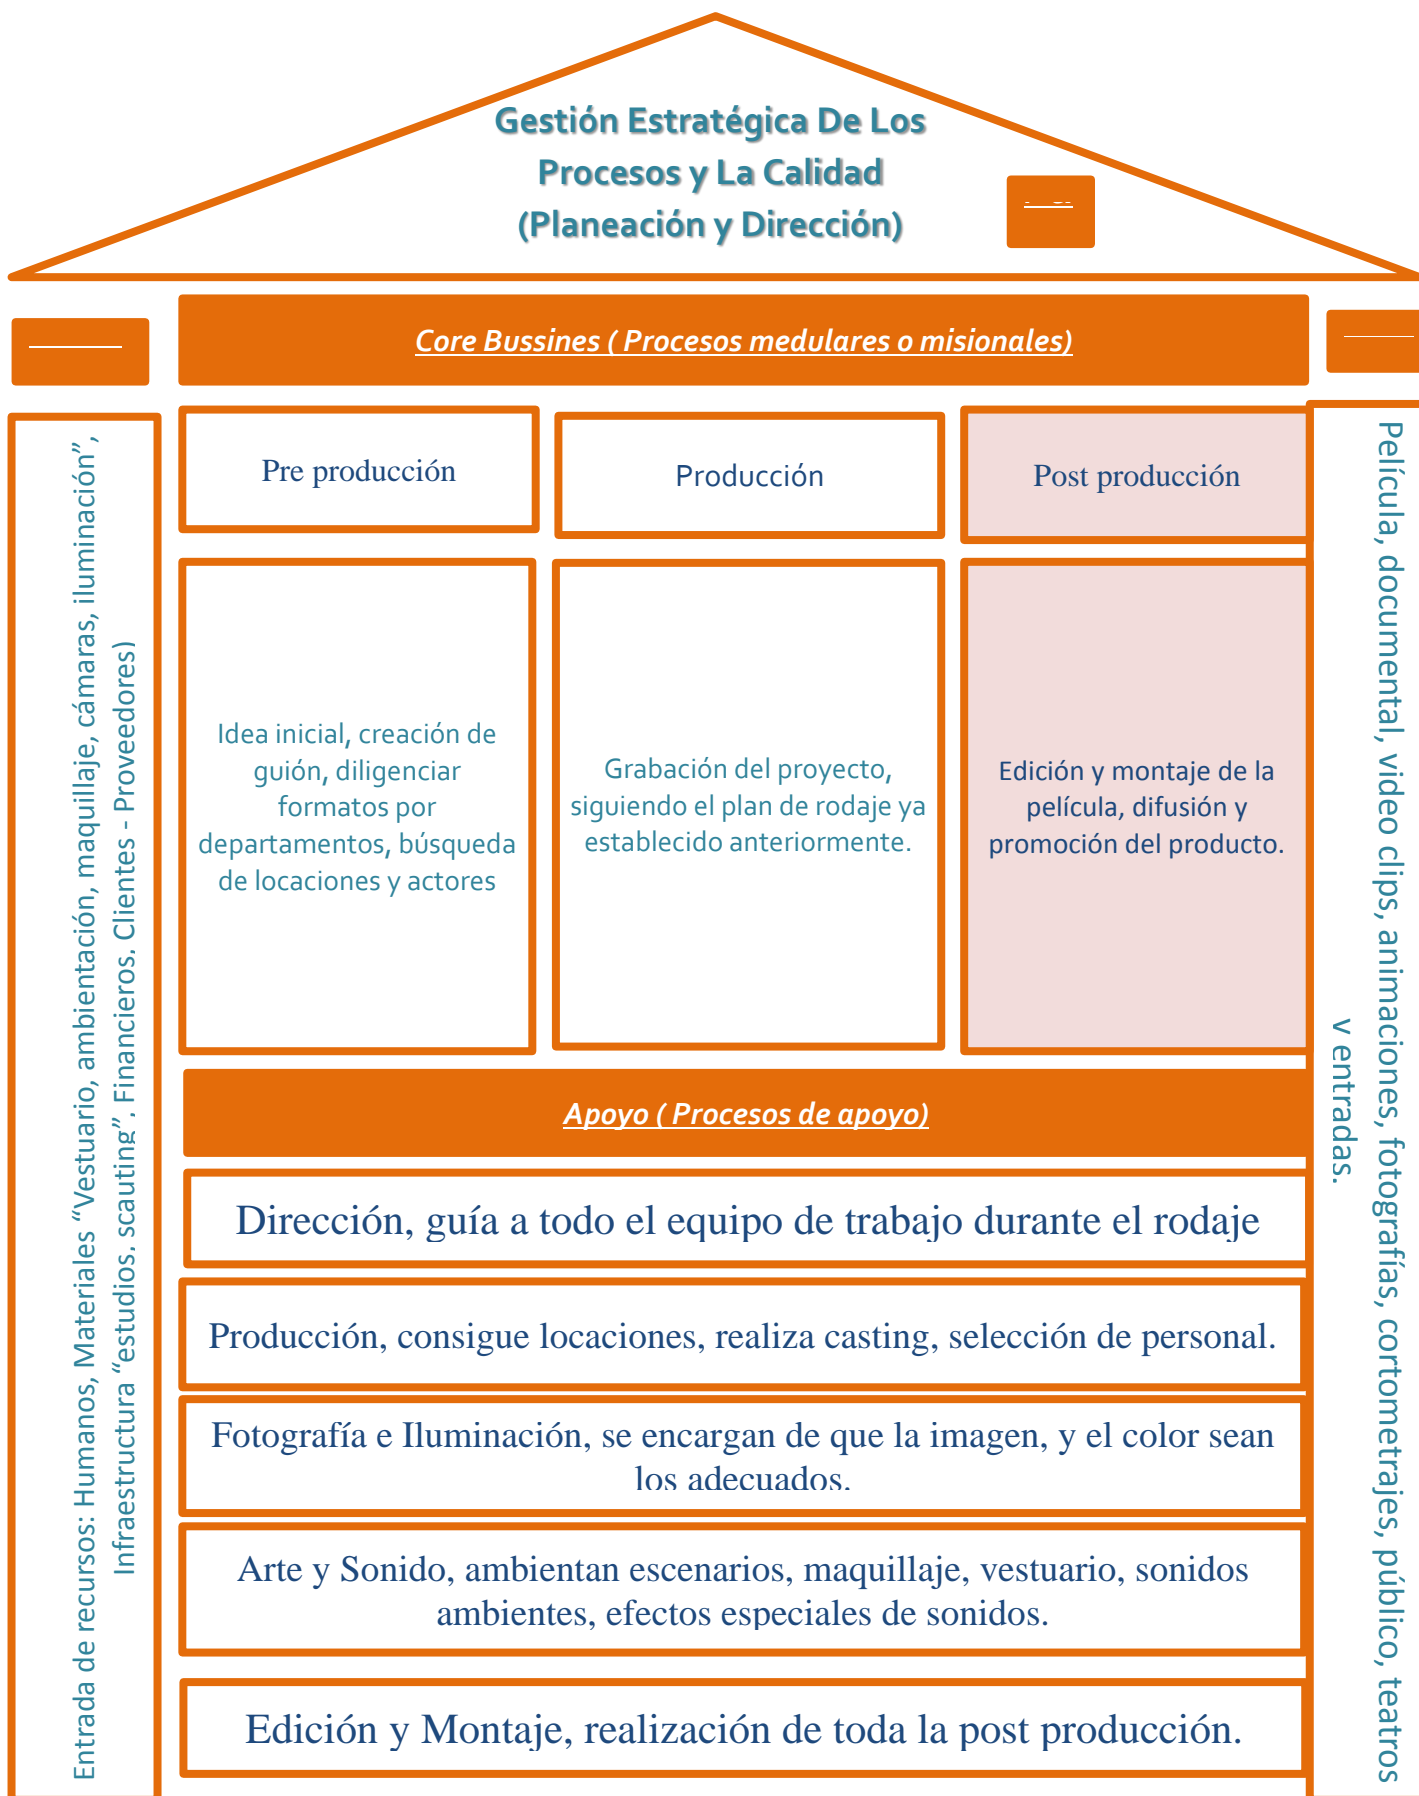 Gestión Estratégica De Los
Procesos y La Calidad
(Planeación y Dirección)
Core Bussines ( Procesos medulares o misionales)
Entrada de recursos: Humanos, Materiales “Vestuario, ambientación, maquillaje, cámaras, iluminación”,
Infraestructura “estudios, scauting”, Financieros, Clientes - Proveedores)
Pre producción
Producción
Post producción
Idea inicial, creación de
guión, diligenciar
formatos por
departamentos, búsqueda
de locaciones y actores
Grabación del proyecto,
siguiendo el plan de rodaje ya
establecido anteriormente.
Edición y montaje de la
película, difusión y
promoción del producto.
Película, documental, video clips, animaciones, fotografías, cortometrajes, público, teatros
y entradas.
Apoyo ( Procesos de apoyo)
Dirección, guía a todo el equipo de trabajo durante el rodaje
Producción, consigue locaciones, realiza casting, selección de personal.
Fotografía e Iluminación, se encargan de que la imagen, y el color sean
los adecuados.
Arte y Sonido, ambientan escenarios, maquillaje, vestuario, sonidos
ambientes, efectos especiales de sonidos.
Edición y Montaje, realización de toda la post producción.